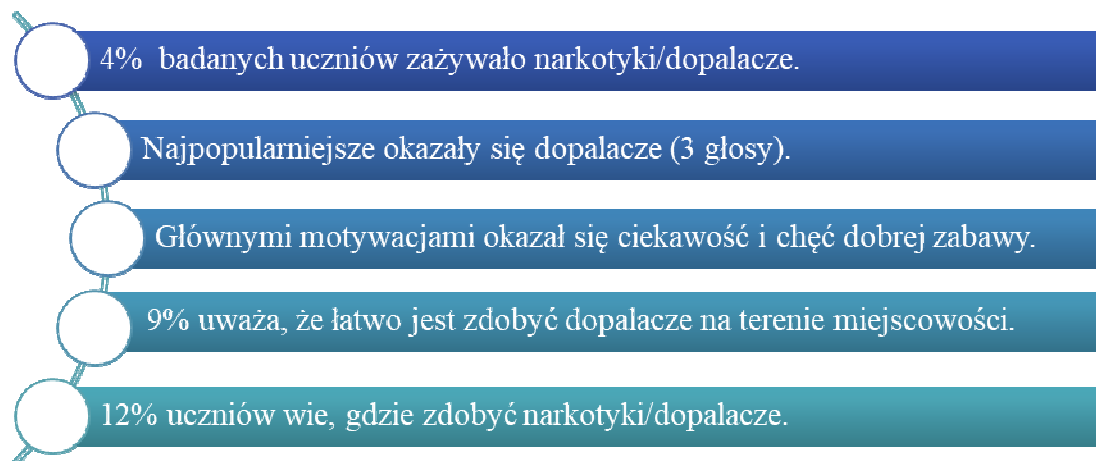 4% badanych uczniów zażywało narkotyki/dopalacze.
Najpopularniejsze okazały się dopalacze (3 głosy).
Głównymi motywacjami okazał się ciekawość i chęć dobrej zabawy.
9% uważa, że łatwo jest zdobyć dopalacze na terenie miejscowości.
12% uczniów wie, gdzie zdobyć narkotyki/dopalacze.